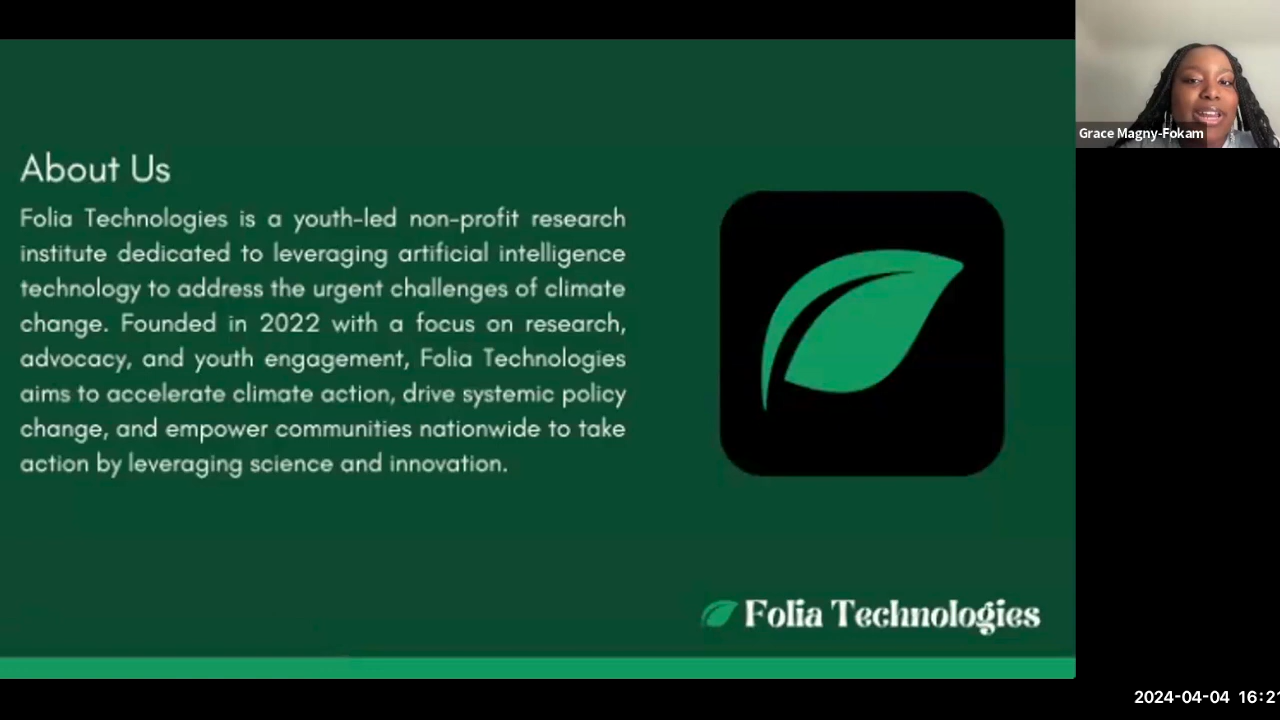 About Us
Folia Technologies is a youth-led non-profit research
institute dedicated to leveraging artificial intelligence
technology to address the urgent challenges of climate
change. Founded in 2022 with a focus on research,
advocacy, and youth engagement, Folia Technologies
aims to accelerate climate action, drive systemic policy
change, and empower communities nationwide to take
action by leveraging science and innovation.
Folia Technologies
Grace Magny-Fokam
2024-04-04 16:21